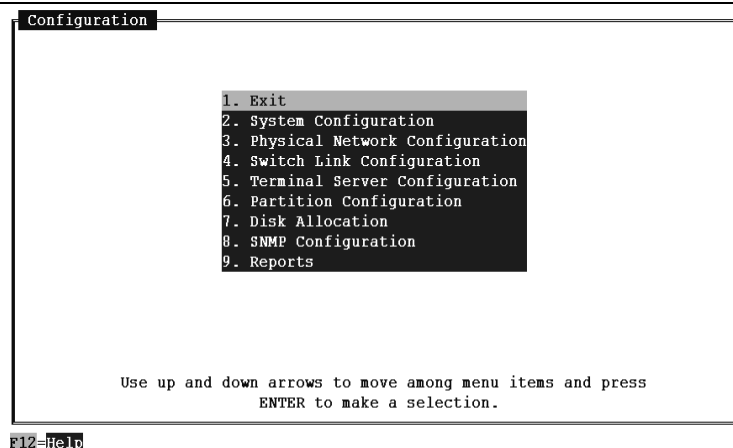 Configuration
1. Exit
2. System Configuration
3. Physical Network Configuration
4. Switch Link Configuration
5. Terminal Server Configuration
6. Partition Configuration
7. Disk Allocation
8. SNMP Configuration
9. Reports
Use up and down arrows to move among menu items and press
ENTER to make a selection.
F12=Help